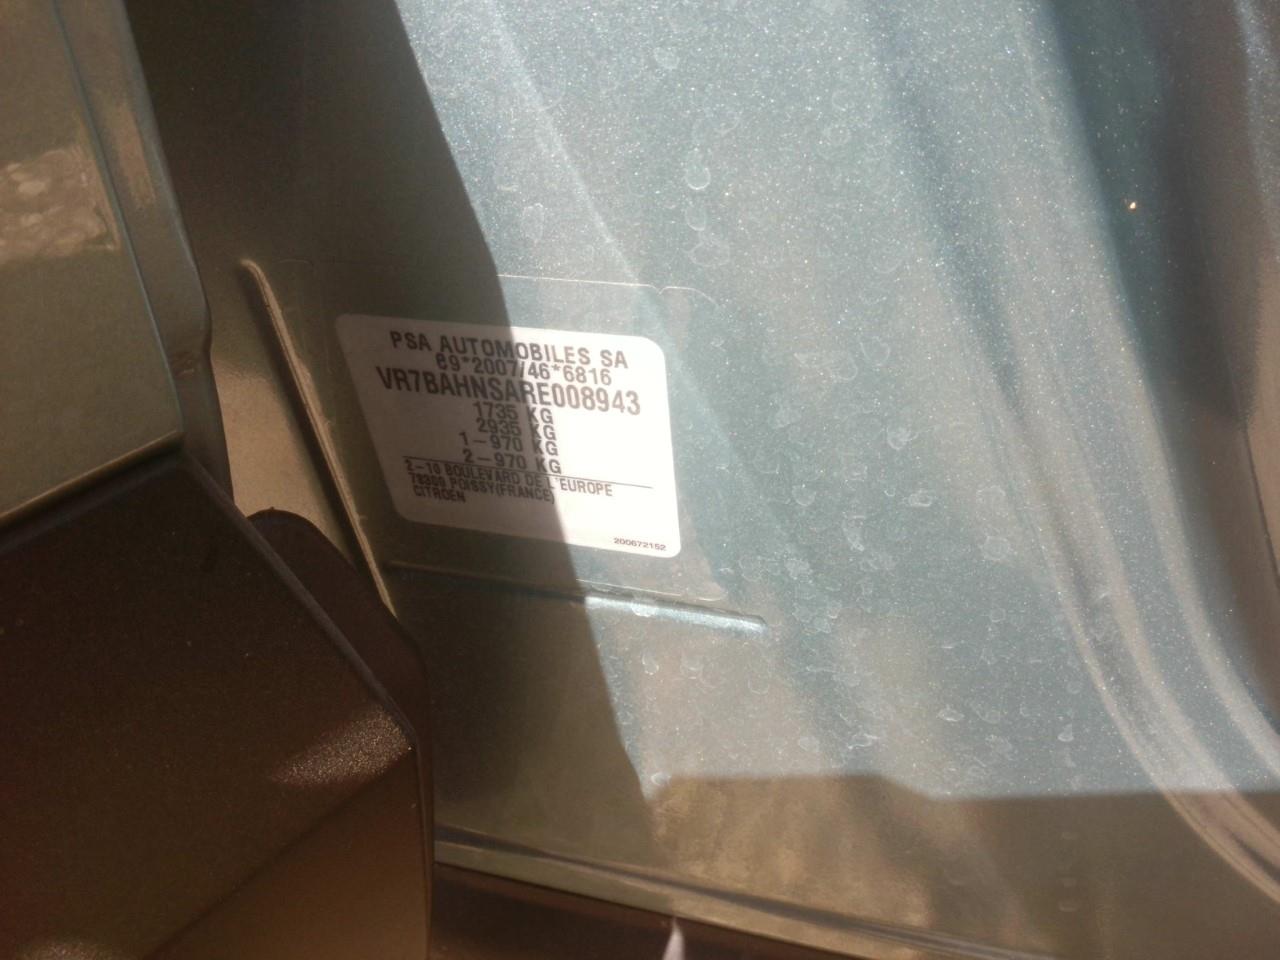 PSA AUTOMOBILES SA
e9*2007/46*6816
VR7BAHNSARE008943
1735 KG
2935 KG
1-970 KG
2-970 KG
2-10 BOULEVARD DE L'EUROPE
78300 POISSY(FRANCE)
CITROEN
200672152